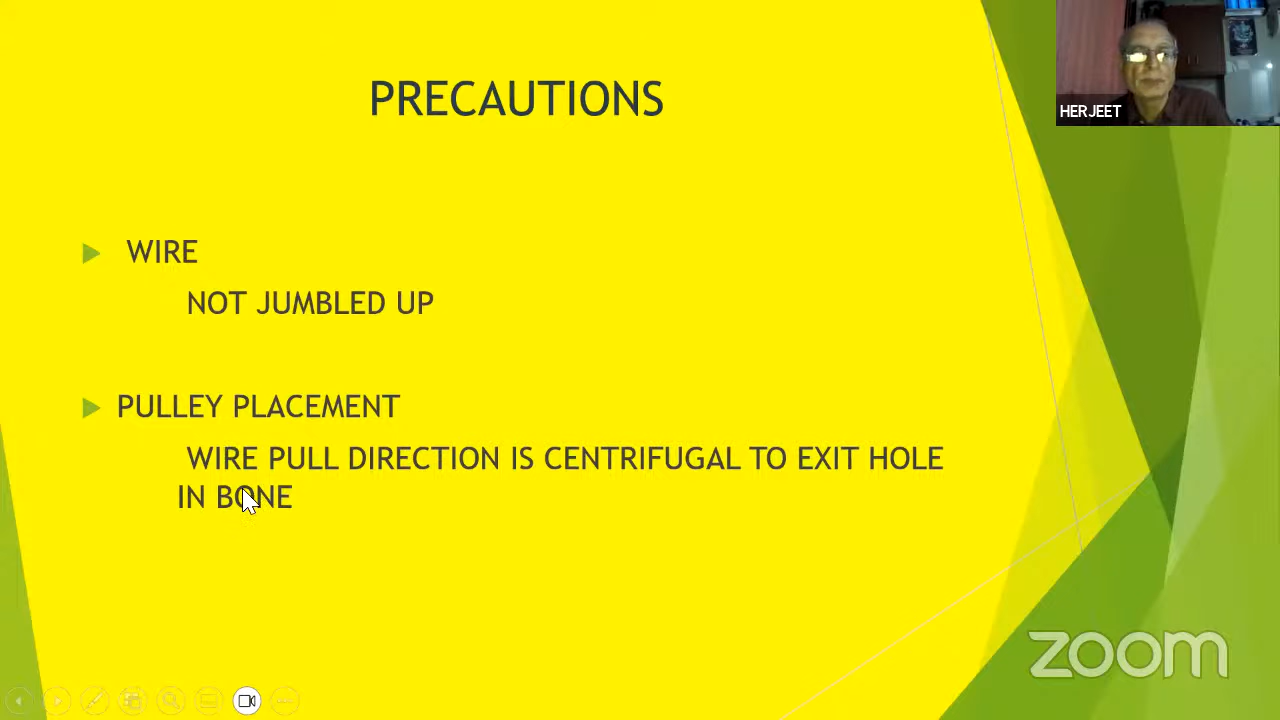 PRECAUTIONS
HERJEET
WIRE
NOT JUMBLED UP
PULLEY PLACEMENT
WIRE PULL DIRECTION IS CENTRIFUGAL TO EXIT HOLE
IN BONE
zoom